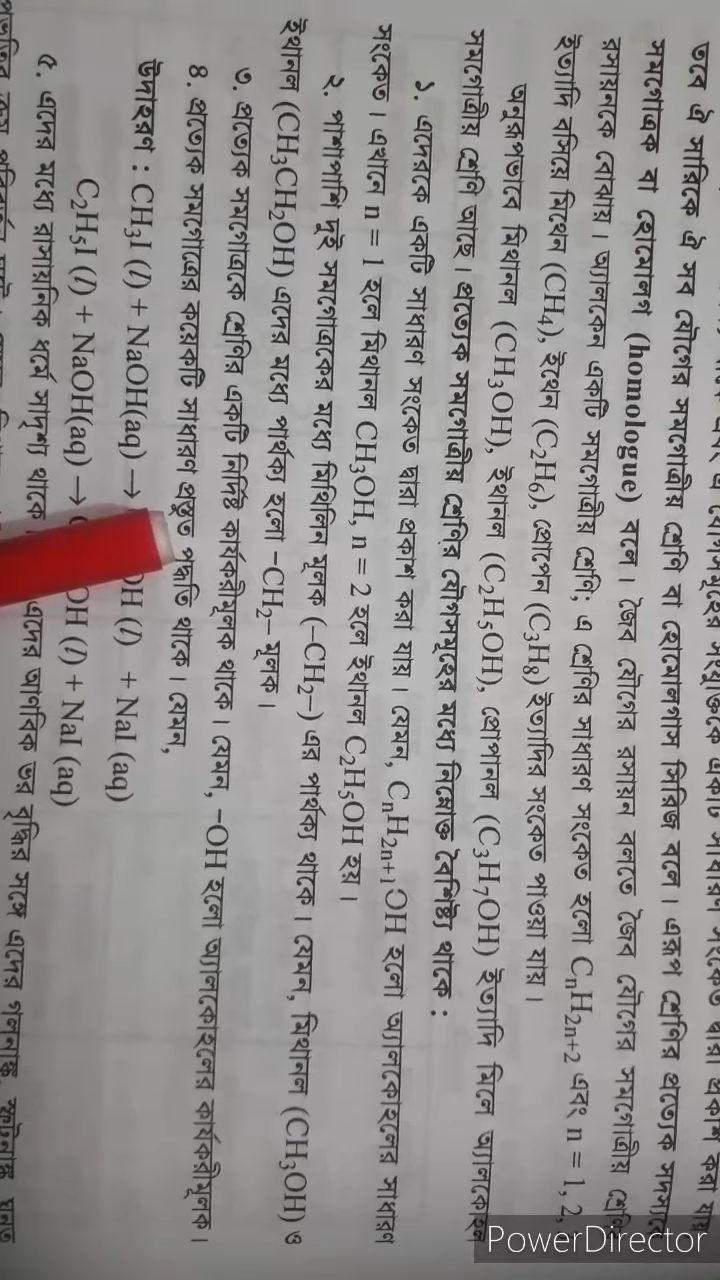 তবে ঐ সারিকে ঐ সব যৌগের সমগোত্রীয় শ্রেণি বা হোমোলগাস সিরিজ বলে। এরূপ শ্রেণির প্রত্যেক সদস্যকে
সমগোত্রক বা হোমোলগ (homologue) বলে। জৈব যৌগের রসায়ন বলতে জৈব যৌগের সমগোত্রীয় শ্রেণির
রসায়নকে বোঝায়। অ্যালকেন একটি সমগোত্রীয় শ্রেণি; এ শ্রেণির সাধারণ সংকেত হলো CₙH₂ₙ₊₂ এবং n = 1, 2,
ইত্যাদি বসিয়ে মিথেন (CH₄), ইথেন (C₂H₆), প্রোপেন (C₃H₈) ইত্যাদির সংকেত পাওয়া যায়।
অনুরূপভাবে মিথানল (CH₃OH), ইথানল (C₂H₅OH), প্রোপানল (C₃H₇OH) ইত্যাদি মিলে অ্যালকোহল
সমগোত্রীয় শ্রেণি আছে। প্রত্যেক সমগোত্রীয় শ্রেণির যৌগসমূহের মধ্যে নিম্নোক্ত বৈশিষ্ট্য থাকে :
১. এদেরকে একটি সাধারণ সংকেত দ্বারা প্রকাশ করা যায়। যেমন, CₙH₂ₙ₊₁OH হলো অ্যালকোহলের সাধারণ
সংকেত। এখানে n = 1 হলে মিথানল CH₃OH, n = 2 হলে ইথানল C₂H₅OH হয়।
২. পাশাপাশি দুই সমগোত্রকের মধ্যে মিথিলিন মূলক (–CH₂–) এর পার্থক্য থাকে। যেমন, মিথানল (CH₃OH) ও
ইথানল (CH₃CH₂OH) এদের মধ্যে পার্থক্য হলো –CH₂– মূলক।
৩. প্রত্যেক সমগোত্রকে শ্রেণির একটি নির্দিষ্ট কার্যকরীমূলক থাকে। যেমন, –OH হলো অ্যালকোহলের কার্যকরীমূলক।
৪. প্রত্যেক সমগোত্রের কয়েকটি সাধারণ প্রস্তুত পদ্ধতি থাকে। যেমন,
উদাহরণ : CH₃I (l) + NaOH(aq) → OH (l) + NaI (aq)
C₂H₅I (l) + NaOH(aq) → OH (l) + NaI (aq)
৫. এদের মধ্যে রাসায়নিক ধর্মে সাদৃশ্য থাকে এদের আণবিক ভর বৃদ্ধির সঙ্গে এদের গলনাঙ্ক, স্ফুটনাঙ্ক, ঘনত্ব
PowerDirector